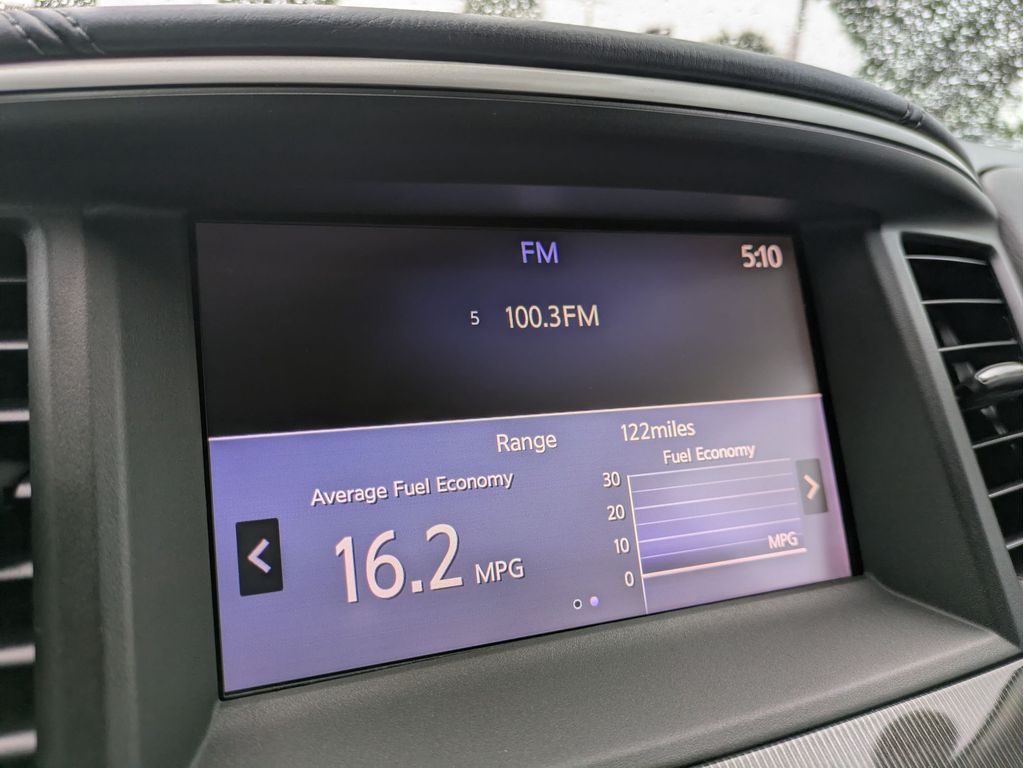 FM
5:10
5 100.3FM
Range 122miles
Average Fuel Economy
16.2 MPG
Fuel Economy
30
20
10
0
MPG